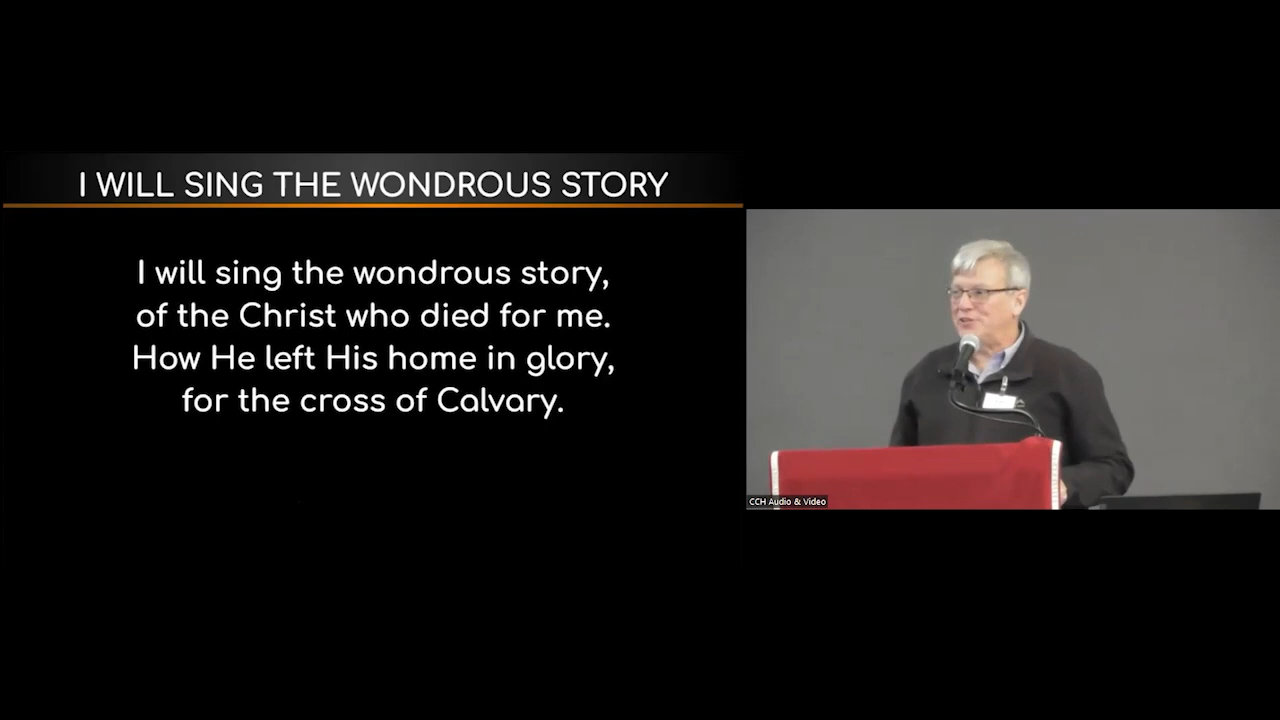 I WILL SING THE WONDROUS STORY
I will sing the wondrous story,
of the Christ who died for me.
How He left His home in glory,
for the cross of Calvary.
CCH Audio & Video